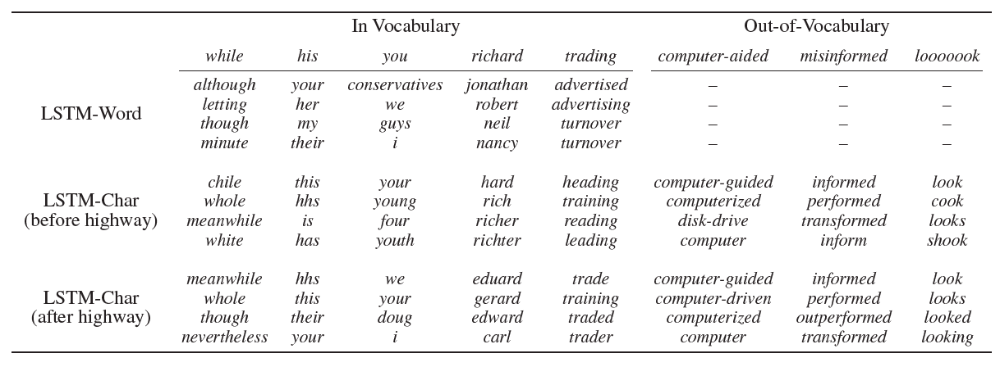 In Vocabulary Out-of-Vocabulary
while his you richard trading computer-aided misinformed looooook
although your conservatives jonathan advertised – – –
letting her we robert advertising – – –
LSTM-Word
though my guys neil turnover – – –
minute their i nancy turnover – – –
chile this your hard heading computer-guided informed look
LSTM-Char whole hhs young rich training computerized performed cook
(before highway) meanwhile is four richer reading disk-drive transformed looks
white has youth richter leading computer inform shook
meanwhile hhs we eduard trade computer-guided informed look
LSTM-Char whole this your gerard training computer-driven performed looks
(after highway) though their doug edward traded computerized outperformed looked
nevertheless your i carl trader computer transformed looking